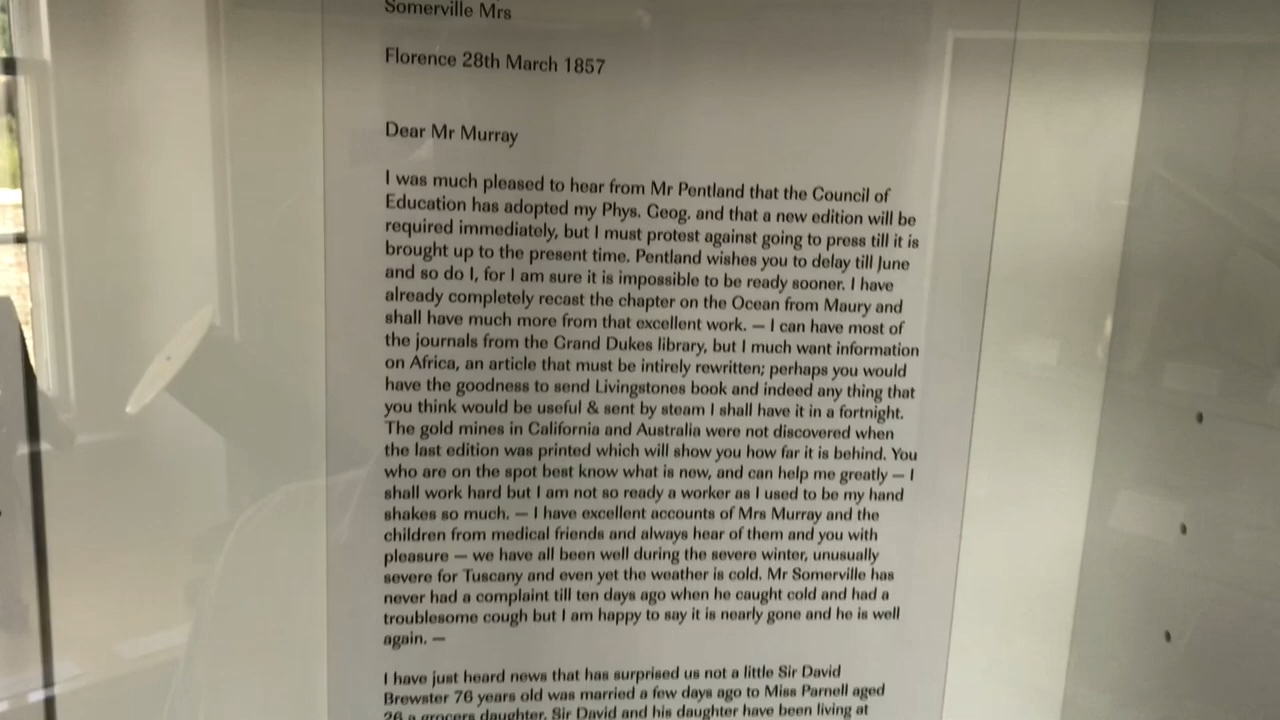 Somerville Mrs
Florence 28th March 1857
Dear Mr Murray
I was much pleased to hear from Mr Pentland that the Council of
Education has adopted my Phys. Geog. and that a new edition will be
required immediately, but I must protest against going to press till it is
brought up to the present time. Pentland wishes you to delay till June
and so do I, for I am sure it is impossible to be ready sooner. I have
already completely recast the chapter on the Ocean from Maury and
shall have much more from that excellent work. – I can have most of
the journals from the Grand Dukes library, but I much want information
on Africa, an article that must be intirely rewritten; perhaps you would
have the goodness to send Livingstones book and indeed any thing that
you think would be useful & sent by steam I shall have it in a fortnight.
The gold mines in California and Australia were not discovered when
the last edition was printed which will show you how far it is behind. You
who are on the spot best know what is new, and can help me greatly – I
shall work hard but I am not so ready a worker as I used to be my hand
shakes so much. – I have excellent accounts of Mrs Murray and the
children from medical friends and always hear of them and you with
pleasure – we have all been well during the severe winter, unusually
severe for Tuscany and even yet the weather is cold. Mr Somerville has
never had a complaint till ten days ago when he caught cold and had a
troublesome cough but I am happy to say it is nearly gone and he is well
again. –
I have just heard news that has surprised us not a little Sir David
Brewster 76 years old was married a few days ago to Miss Parnell aged
26 a grocers daughter. Sir David and his daughter have been living at